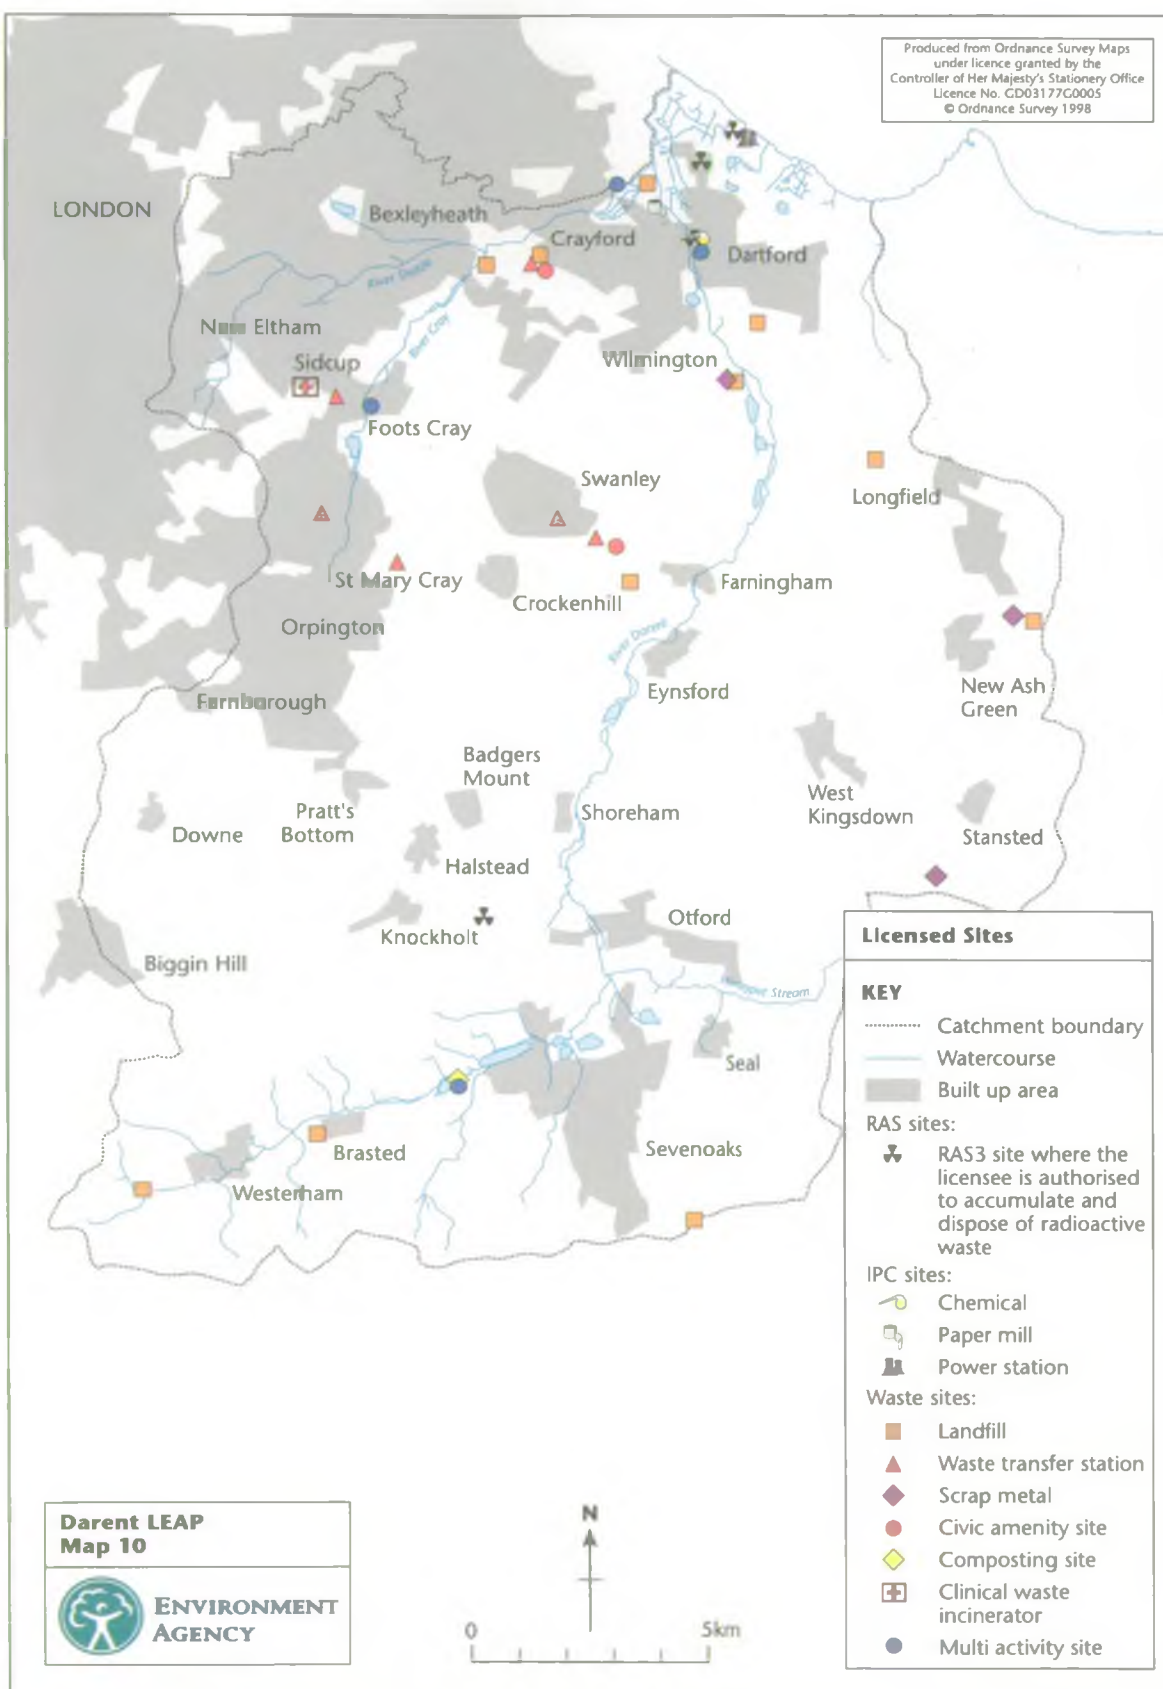 Produced from Ordnance Survey Maps
under licence granted by the
Controller of Her Majesty's Stationery Office
Licence No. GD03177G0005
© Ordnance Survey 1998
LONDON
Bexleyheath
Crayford
Dartford
River Cray
New Eltham
Sidcup
Wilmington
Foots Cray
Swanley
Longfield
St Mary Cray
Crockenhill
Farningham
Orpington
River Darent
Eynsford
New Ash
Green
Farnborough
Badgers
Mount
Pratt's
Bottom
Shoreham
West
Kingsdown
Downe
Stansted
Halstead
Knockholt
Otford
Biggin Hill
Stream
Seal
Brasted
Sevenoaks
Westerham
Licensed Sites
KEY
Catchment boundary
Watercourse
Built up area
RAS sites:
RAS3 site where the
licensee is authorised
to accumulate and
dispose of radioactive
waste
IPC sites:
Chemical
Paper mill
Power station
Waste sites:
Landfill
Waste transfer station
Scrap metal
Civic amenity site
Composting site
Clinical waste
incinerator
Multi activity site
Darent LEAP
Map 10
ENVIRONMENT
AGENCY
N
0 5km